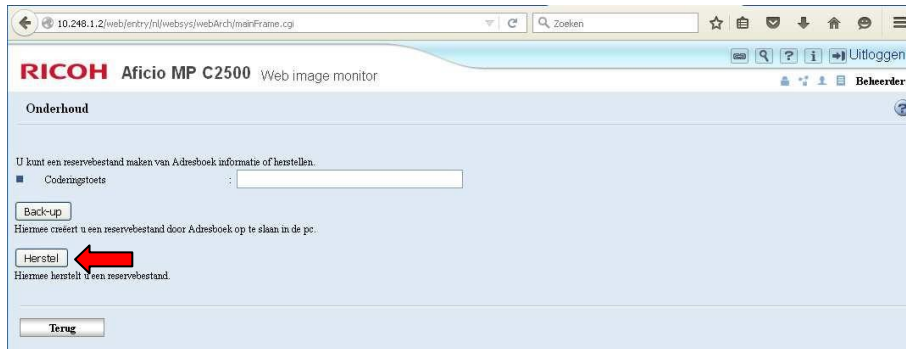 10.248.1.2/web/entry/nl/websys/webArch/mainFrame.cgi Zoeken
Uitloggen
RICOH Aficio MP C2500 Web image monitor
Beheerder
Onderhoud
U kunt een reservebestand maken van Adresboek informatie of herstellen.
Coderingstoets :
Back-up
Hiermee creëert u een reservebestand door Adresboek op te slaan in de pc.
Herstel
Hiermee herstelt u een reservebestand.
Terug